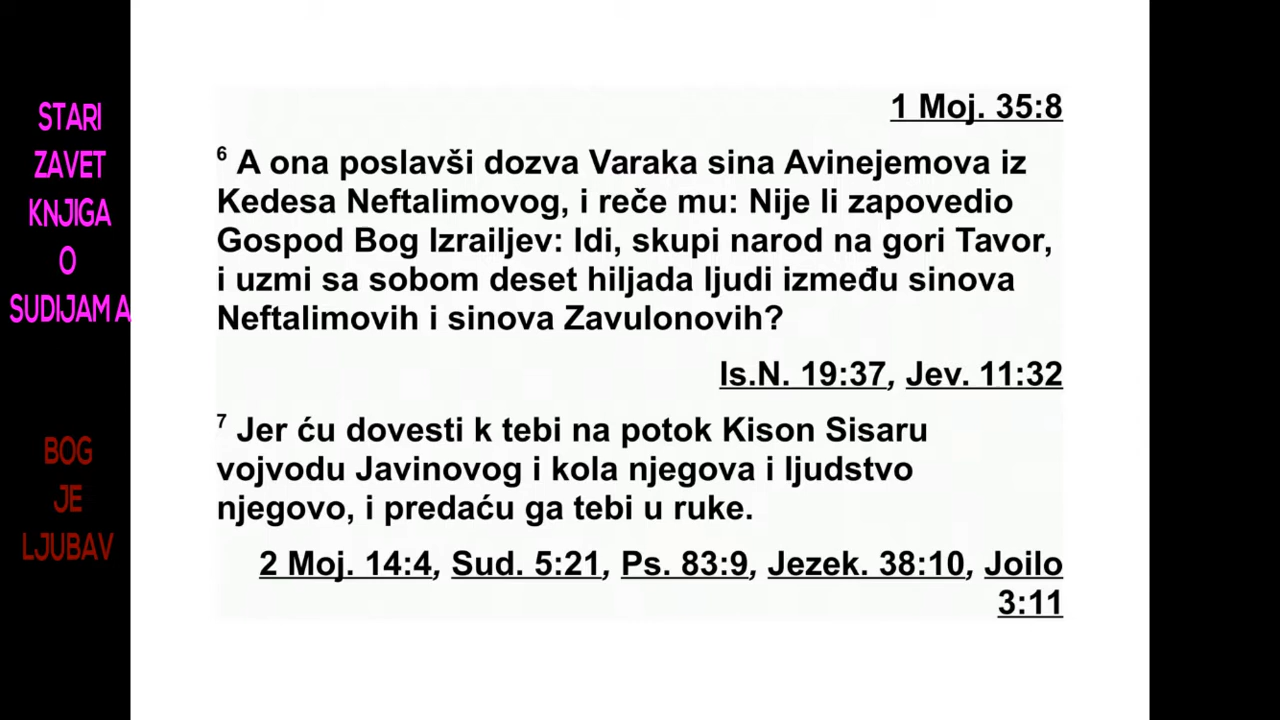 STARI
ZAVET
KNJIGA
O
SUDIJAMA
BOG
JE
LJUBAV
1 Moj. 35:8
6 A ona poslavši dozva Varaka sina Avinejemova iz
Kedesa Neftalimovog, i reče mu: Nije li zapovedio
Gospod Bog Izrailjev: Idi, skupi narod na gori Tavor,
i uzmi sa sobom deset hiljada ljudi između sinova
Neftalimovih i sinova Zavulonovih?
Is.N. 19:37, Jev. 11:32
7 Jer ću dovesti k tebi na potok Kison Sisaru
vojvodu Javinovog i kola njegova i ljudstvo
njegovo, i predaću ga tebi u ruke.
2 Moj. 14:4, Sud. 5:21, Ps. 83:9, Jezek. 38:10, Joilo
3:11